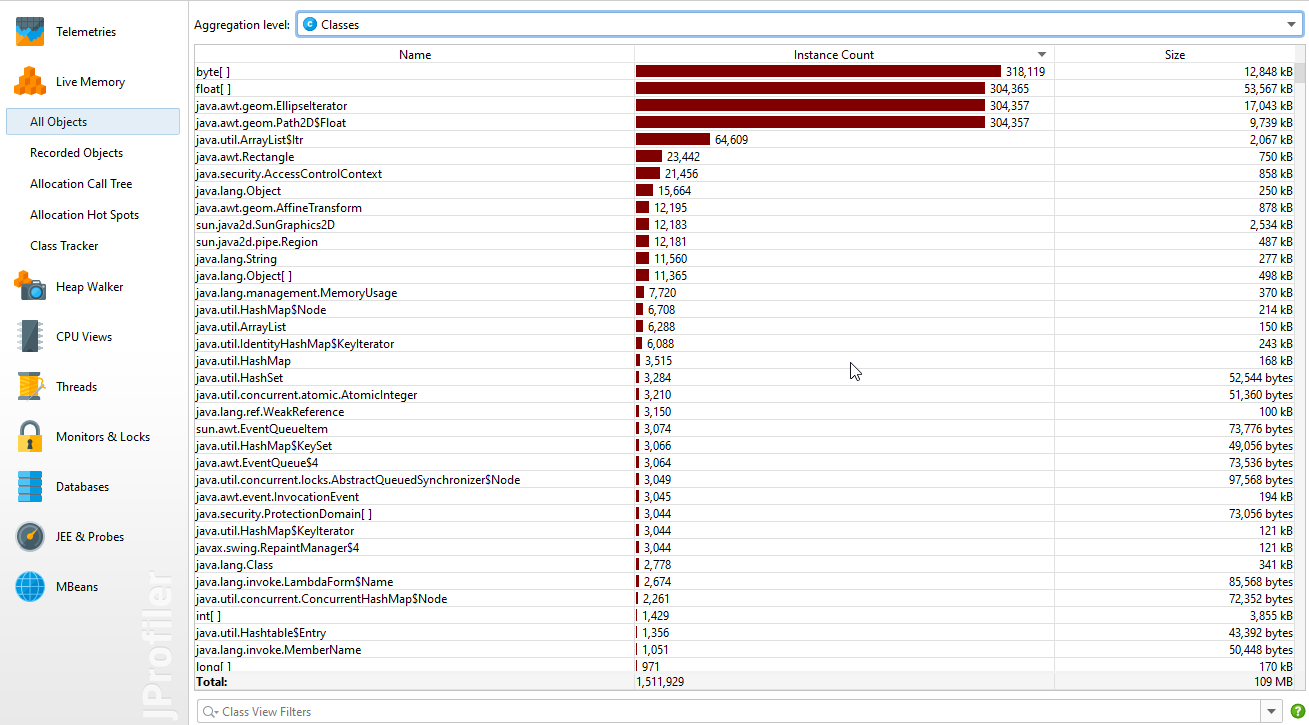 Telemetries
Live Memory
All Objects
Recorded Objects
Allocation Call Tree
Allocation Hot Spots
Class Tracker
Heap Walker
CPU Views
Threads
Monitors & Locks
Databases
JEE & Probes
MBeans
JProfiler
Aggregation level: C Classes
Name Instance Count Size
byte[ ] 318,119 12,848 kB
float[ ] 304,365 53,567 kB
java.awt.geom.EllipseIterator 304,357 17,043 kB
java.awt.geom.Path2D$Float 304,357 9,739 kB
java.util.ArrayList$Itr 64,609 2,067 kB
java.awt.Rectangle 23,442 750 kB
java.security.AccessControlContext 21,456 858 kB
java.lang.Object 15,664 250 kB
java.awt.geom.AffineTransform 12,195 878 kB
sun.java2d.SunGraphics2D 12,183 2,534 kB
sun.java2d.pipe.Region 12,181 487 kB
java.lang.String 11,560 277 kB
java.lang.Object[ ] 11,365 498 kB
java.lang.management.MemoryUsage 7,720 370 kB
java.util.HashMap$Node 6,708 214 kB
java.util.ArrayList 6,288 150 kB
java.util.IdentityHashMap$KeyIterator 6,088 243 kB
java.util.HashMap 3,515 168 kB
java.util.HashSet 3,284 52,544 bytes
java.util.concurrent.atomic.AtomicInteger 3,210 51,360 bytes
java.lang.ref.WeakReference 3,150 100 kB
sun.awt.EventQueueItem 3,074 73,776 bytes
java.util.HashMap$KeySet 3,066 49,056 bytes
java.awt.EventQueue$4 3,064 73,536 bytes
java.util.concurrent.locks.AbstractQueuedSynchronizer$Node 3,049 97,568 bytes
java.awt.event.InvocationEvent 3,045 194 kB
java.security.ProtectionDomain[ ] 3,044 73,056 bytes
java.util.HashMap$KeyIterator 3,044 121 kB
javax.swing.RepaintManager$4 3,044 121 kB
java.lang.Class 2,778 341 kB
java.lang.invoke.LambdaForm$Name 2,674 85,568 bytes
java.util.concurrent.ConcurrentHashMap$Node 2,261 72,352 bytes
int[ ] 1,429 3,855 kB
java.util.Hashtable$Entry 1,356 43,392 bytes
java.lang.invoke.MemberName 1,051 50,448 bytes
long[ ] 971 170 kB
Total: 1,511,929 109 MB
Class View Filters
?